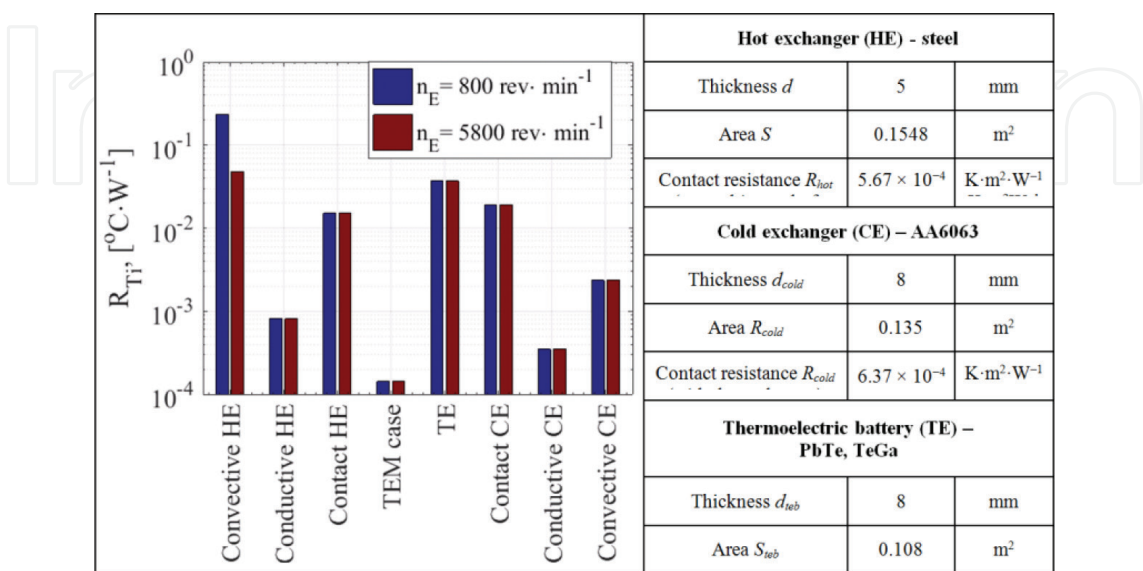 10⁰
10⁻¹
10⁻²
10⁻³
10⁻⁴
R_Ti, [°C·W⁻¹]
n_E= 800 rev· min⁻¹
n_E= 5800 rev· min⁻¹
Convective HE
Conductive HE
Contact HE
TEM case
TE
Contact CE
Conductive CE
Convective CE
Hot exchanger (HE) - steel
Thickness d 5 mm
Area S 0.1548 m²
Contact resistance R_hot 5.67 × 10⁻⁴ K·m²·W⁻¹
Cold exchanger (CE) – AA6063
Thickness d_cold 8 mm
Area R_cold 0.135 m²
Contact resistance R_cold 6.37 × 10⁻⁴ K·m²·W⁻¹
Thermoelectric battery (TE) –
PbTe, TeGa
Thickness d_teb 8 mm
Area S_teb 0.108 m²